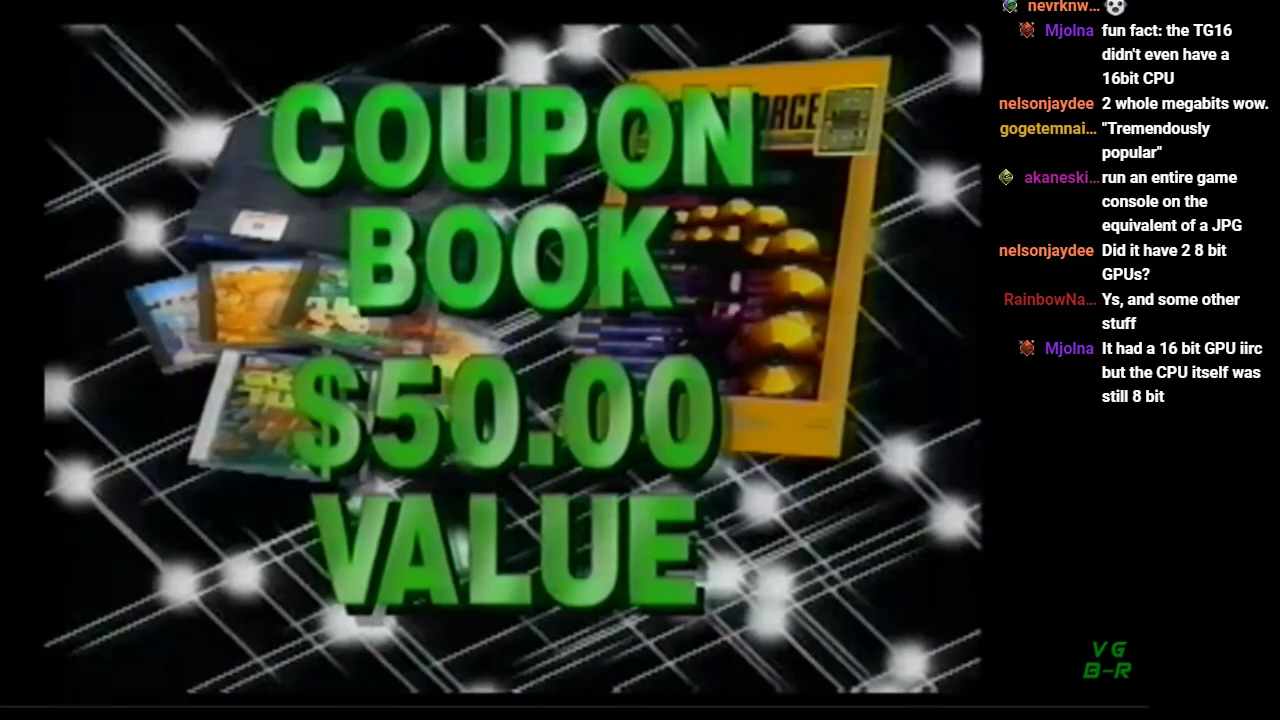 COUPON
BOOK
$50.00
VALUE
nevrknw…
Mjolna fun fact: the TG16
didn't even have a
16bit CPU
nelsonjaydee 2 whole megabits wow.
gogetemnai… "Tremendously
popular"
akaneski… run an entire game
console on the
equivalent of a JPG
nelsonjaydee Did it have 2 8 bit
GPUs?
RainbowNa… Ys, and some other
stuff
Mjolna It had a 16 bit GPU iirc
but the CPU itself was
still 8 bit
VG
B-R